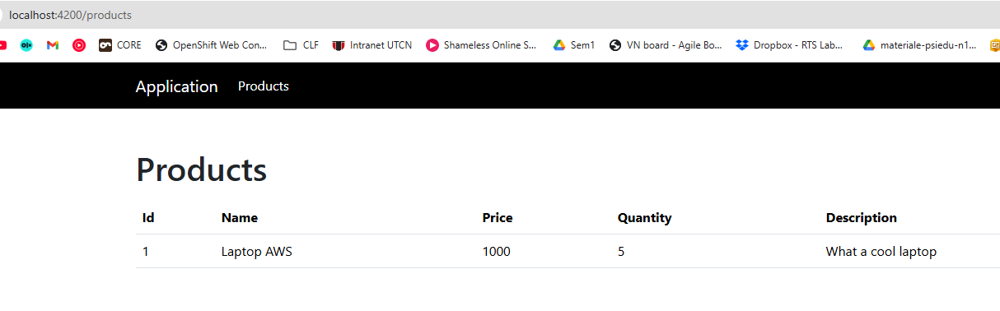 localhost:4200/products
CORE OpenShift Web Con... CLF Intranet UTCN Shameless Online S... Sem1 VN board - Agile Bo... Dropbox - RTS Lab... materiale-psiedu-n1...
Application Products
Products
Id Name Price Quantity Description
1 Laptop AWS 1000 5 What a cool laptop